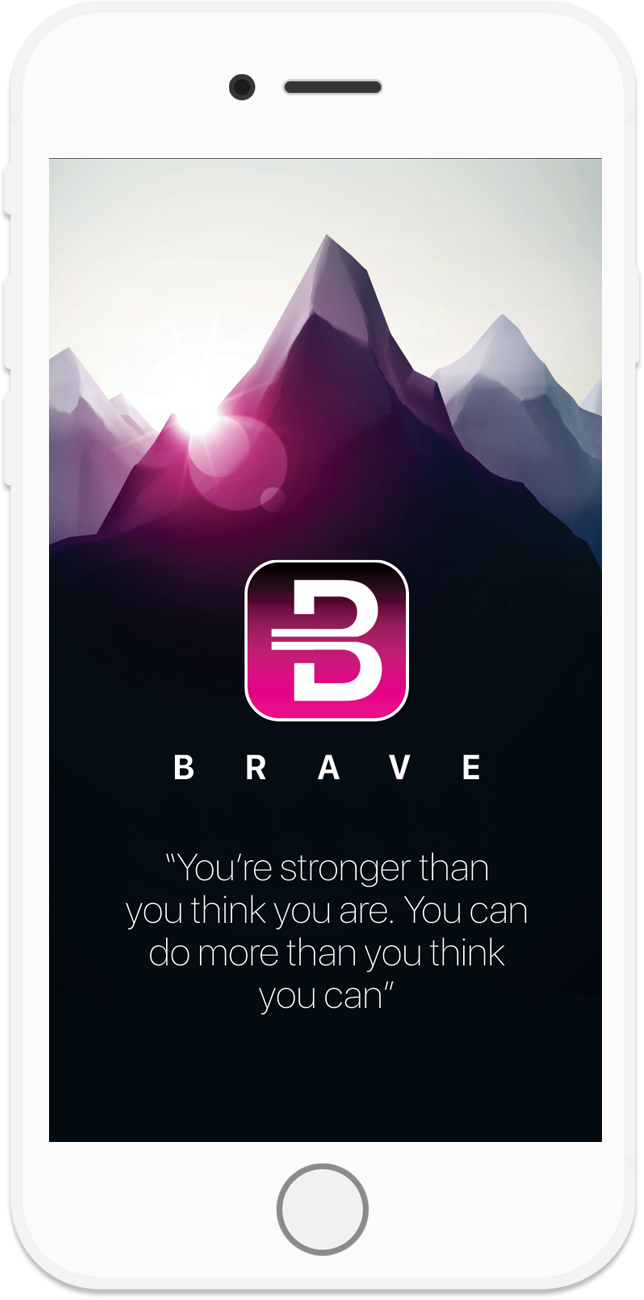 B
B R A V E
“You’re stronger than
you think you are. You can
do more than you think
you can”